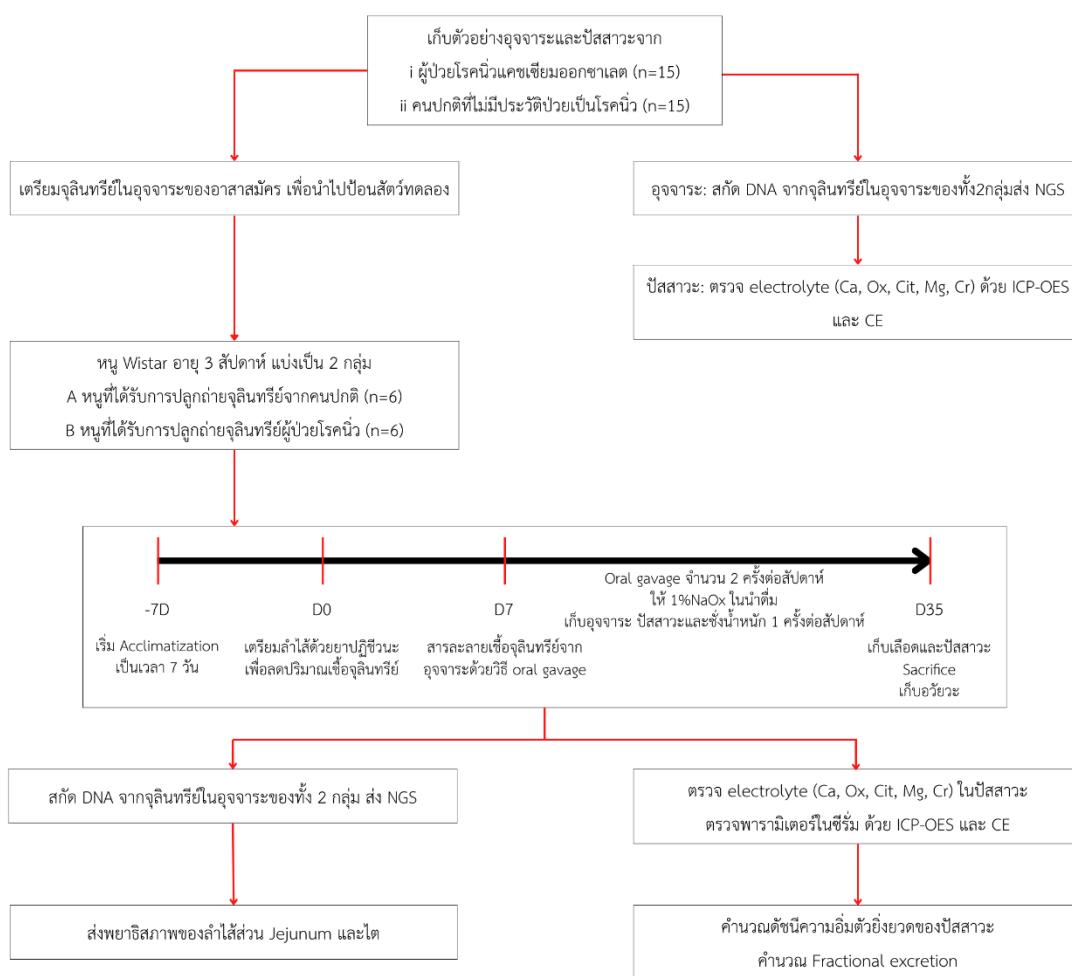 เก็บตัวอย่างอุจจาระและปัสสาวะจาก
i ผู้ป่วยโรคนิ่วแคชเซียมออกซาเลต (n=15)
ii คนปกติที่ไม่มีประวัติป่วยเป็นโรคนิ่ว (n=15)
เตรียมจุลินทรีย์ในอุจจาระของอาสาสมัคร เพื่อนำไปป้อนสัตว์ทดลอง
อุจจาระ: สกัด DNA จากจุลินทรีย์ในอุจจาระของทั้ง2กลุ่มส่ง NGS
ปัสสาวะ: ตรวจ electrolyte (Ca, Ox, Cit, Mg, Cr) ด้วย ICP-OES
และ CE
หนู Wistar อายุ 3 สัปดาห์ แบ่งเป็น 2 กลุ่ม
A หนูที่ได้รับการปลูกถ่ายจุลินทรีย์จากคนปกติ (n=6)
B หนูที่ได้รับการปลูกถ่ายจุลินทรีย์ผู้ป่วยโรคนิ่ว (n=6)
-7D
เริ่ม Acclimatization
เป็นเวลา 7 วัน
D0
เตรียมลำไส้ด้วยยาปฏิชีวนะ
เพื่อลดปริมาณเชื้อจุลินทรีย์
D7
สารละลายเชื้อจุลินทรีย์จาก
อุจจาระด้วยวิธี oral gavage
Oral gavage จำนวน 2 ครั้งต่อสัปดาห์
ให้ 1%NaOx ในน้ำดื่ม
เก็บอุจจาระ ปัสสาวะและชั่งน้ำหนัก 1 ครั้งต่อสัปดาห์
D35
เก็บเลือดและปัสสาวะ
Sacrifice
เก็บอวัยวะ
สกัด DNA จากจุลินทรีย์ในอุจจาระของทั้ง 2 กลุ่ม ส่ง NGS
ตรวจ electrolyte (Ca, Ox, Cit, Mg, Cr) ในปัสสาวะ
ตรวจพารามิเตอร์ในซีรั่ม ด้วย ICP-OES และ CE
ส่งพยาธิสภาพของลำไส้ส่วน Jejunum และไต
คำนวณดัชนีความอิ่มตัวยิ่งยวดของปัสสาวะ
คำนวณ Fractional excretion